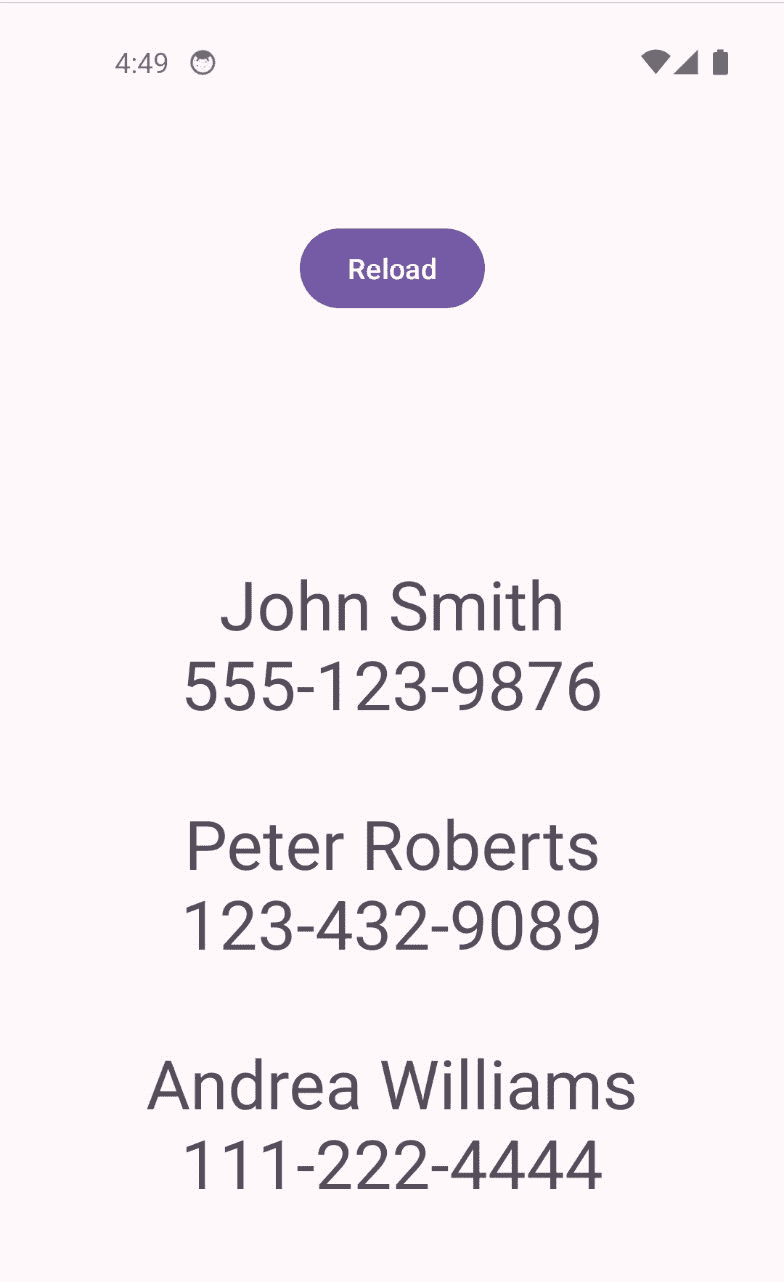 4:49
Reload
John Smith
555-123-9876
Peter Roberts
123-432-9089
Andrea Williams
111-222-4444